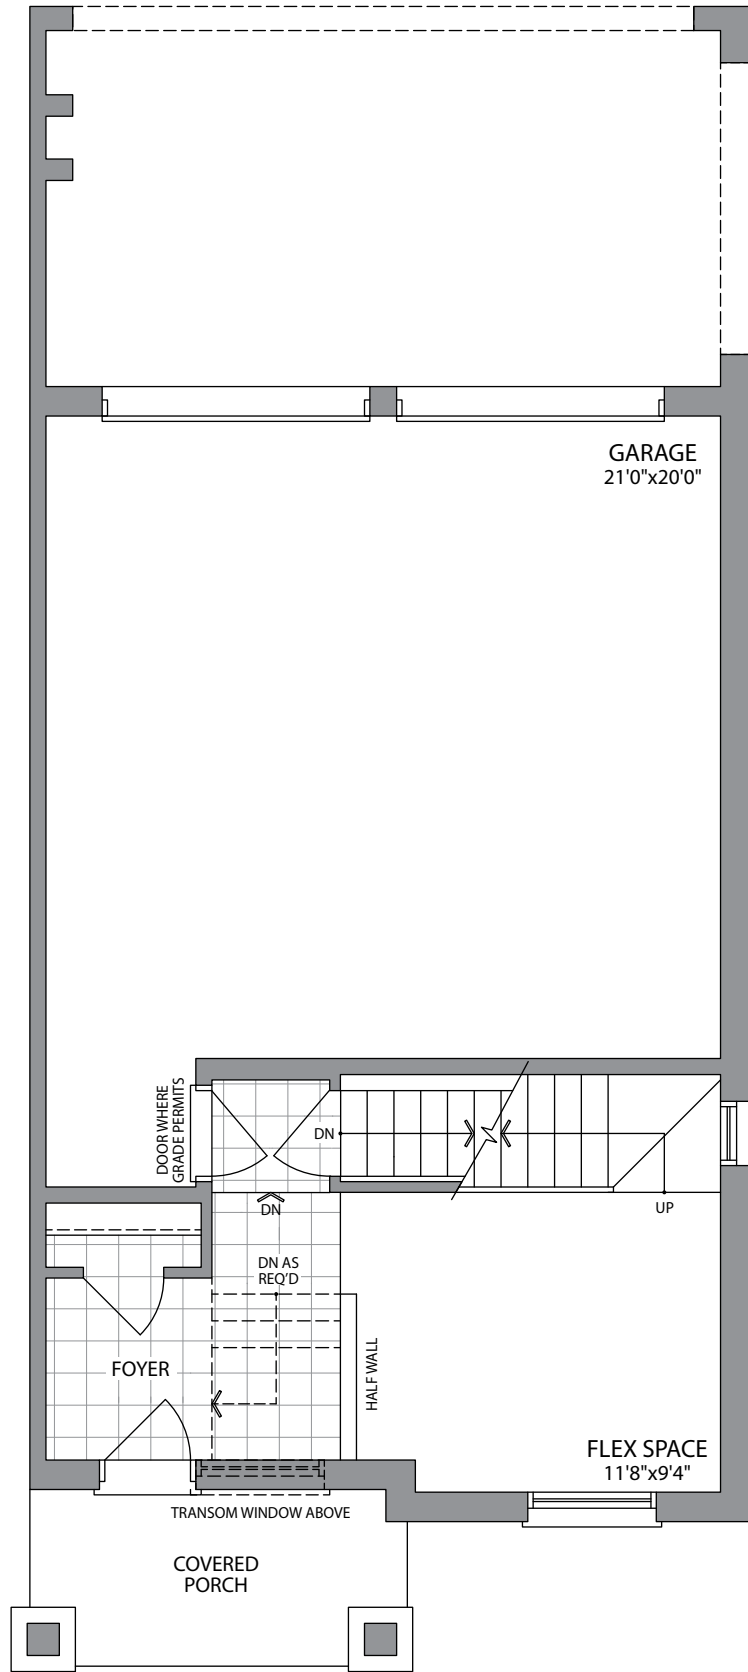 GARAGE
21'0"x20'0"
DOOR WHERE
GRADE PERMITS
DN
DN
UP
DN AS
REQ'D
HALF WALL
FOYER
FLEX SPACE
11'8"x9'4"
TRANSOM WINDOW ABOVE
COVERED
PORCH